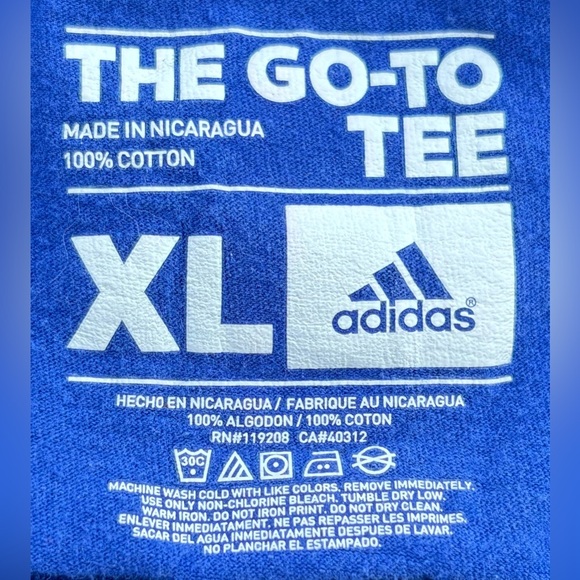 THE GO-TO
TEE
MADE IN NICARAGUA
100% COTTON
XL
adidas®
HECHO EN NICARAGUA / FABRIQUE AU NICARAGUA
100% ALGODON / 100% COTON
RN#119208 CA#40312
30C
MACHINE WASH COLD WITH LIKE COLORS. REMOVE IMMEDIATELY.
USE ONLY NON-CHLORINE BLEACH. TUMBLE DRY LOW.
WARM IRON. DO NOT IRON PRINT. DO NOT DRY CLEAN.
ENLEVER IMMEDIATAMENT. NE PAS REPASSER LES IMPRIMES.
SACAR DEL AGUA INMEDIATAMENTE DESPUES DE LAVAR.
NO PLANCHAR EL ESTAMPADO.